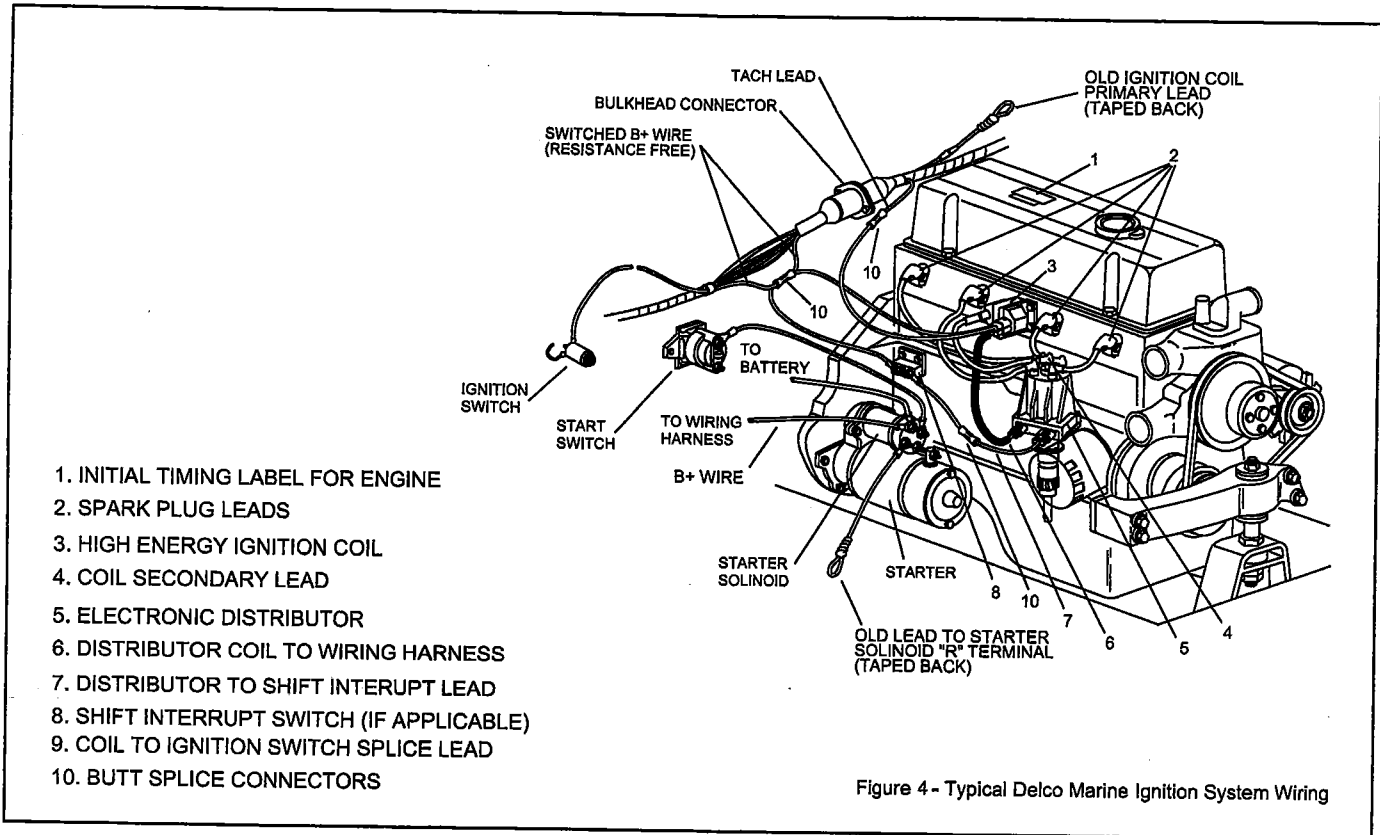 TACH LEAD
BULKHEAD CONNECTOR
SWITCHED B+ WIRE
(RESISTANCE FREE)
OLD IGNITION COIL
PRIMARY LEAD
(TAPED BACK)
1
2
3
10
10
TO
BATTERY
IGNITION
SWITCH
START
SWITCH
TO WIRING
HARNESS
B+ WIRE
STARTER
SOLINOID
STARTER
8
10
7
6
5
4
OLD LEAD TO STARTER
SOLINOID "R" TERMINAL
(TAPED BACK)
1. INITIAL TIMING LABEL FOR ENGINE
2. SPARK PLUG LEADS
3. HIGH ENERGY IGNITION COIL
4. COIL SECONDARY LEAD
5. ELECTRONIC DISTRIBUTOR
6. DISTRIBUTOR COIL TO WIRING HARNESS
7. DISTRIBUTOR TO SHIFT INTERUPT LEAD
8. SHIFT INTERRUPT SWITCH (IF APPLICABLE)
9. COIL TO IGNITION SWITCH SPLICE LEAD
10. BUTT SPLICE CONNECTORS
Figure 4 - Typical Delco Marine Ignition System Wiring